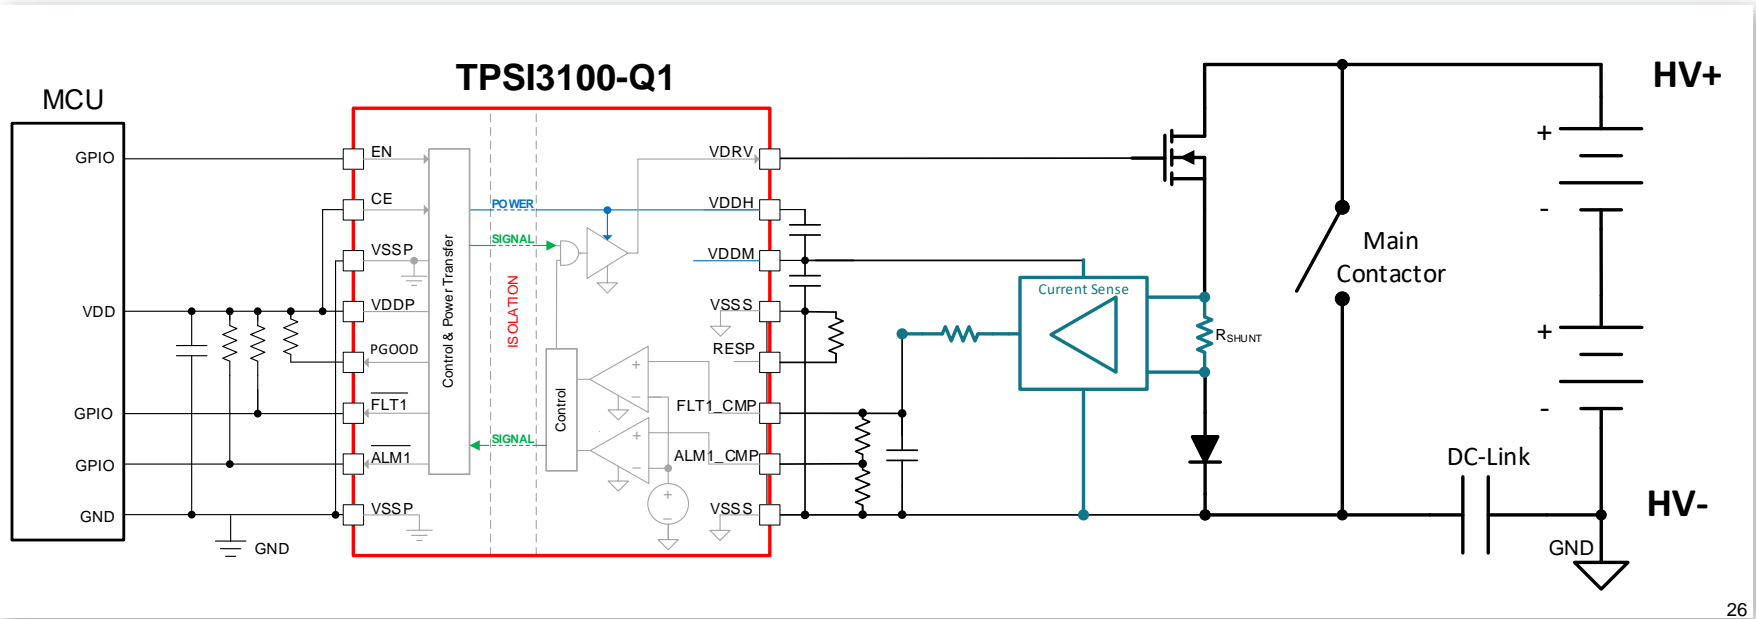 TPSI3100-Q1
MCU
HV+
GPIO
EN
VDRV
CE
POWER
VDDH
SIGNAL
VSSP
VDDM
Main
Contactor
Control & Power Transfer
ISOLATION
Current Sense
VDD
VDDP
VSSS
PGOOD
RESP
RSHUNT
GPIO
FLT1
Control
FLT1_CMP
SIGNAL
GPIO
ALM1
ALM1_CMP
DC-Link
GND
VSSP
VSSS
HV-
GND
GND
+
-
+
-
+
−
+
−
+
−
26